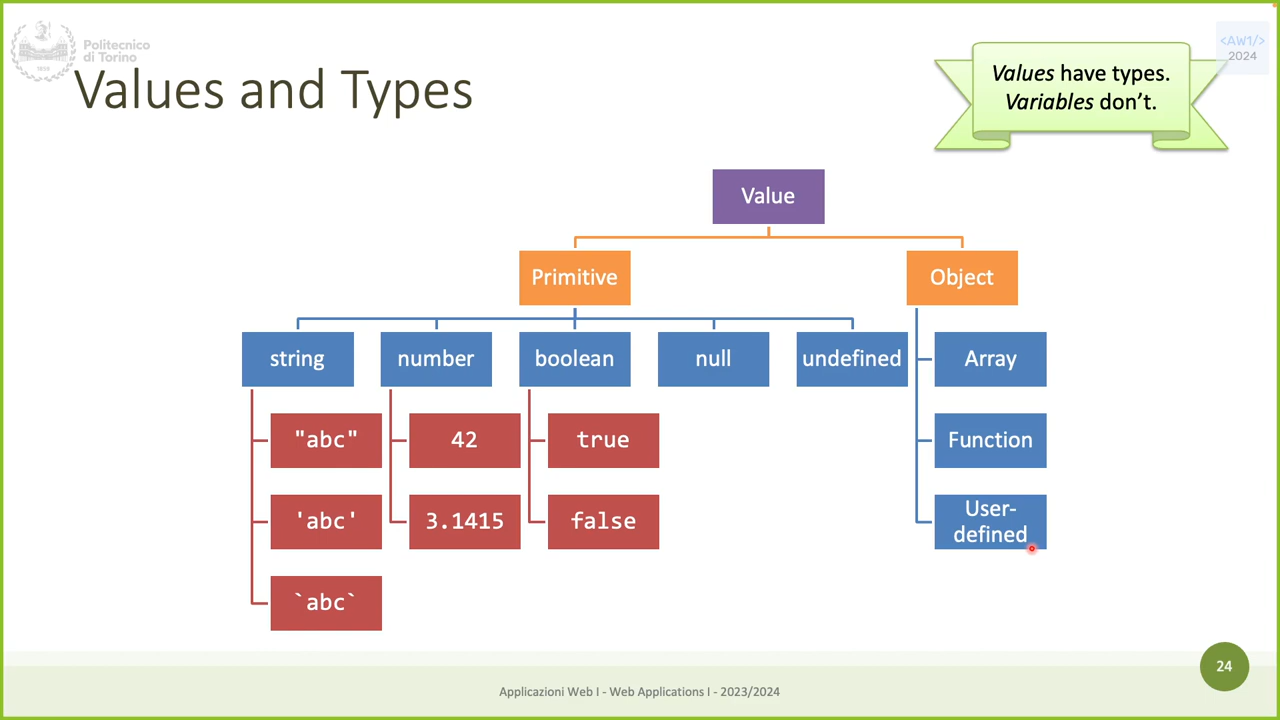 Politecnico
di Torino
1859
Values and Types
<AW1/>
2024
Values have types.
Variables don't.
Value
Primitive
Object
string
number
boolean
null
undefined
Array
"abc"
42
true
Function
'abc'
3.1415
false
User-
defined
`abc`
24
Applicazioni Web I - Web Applications I - 2023/2024